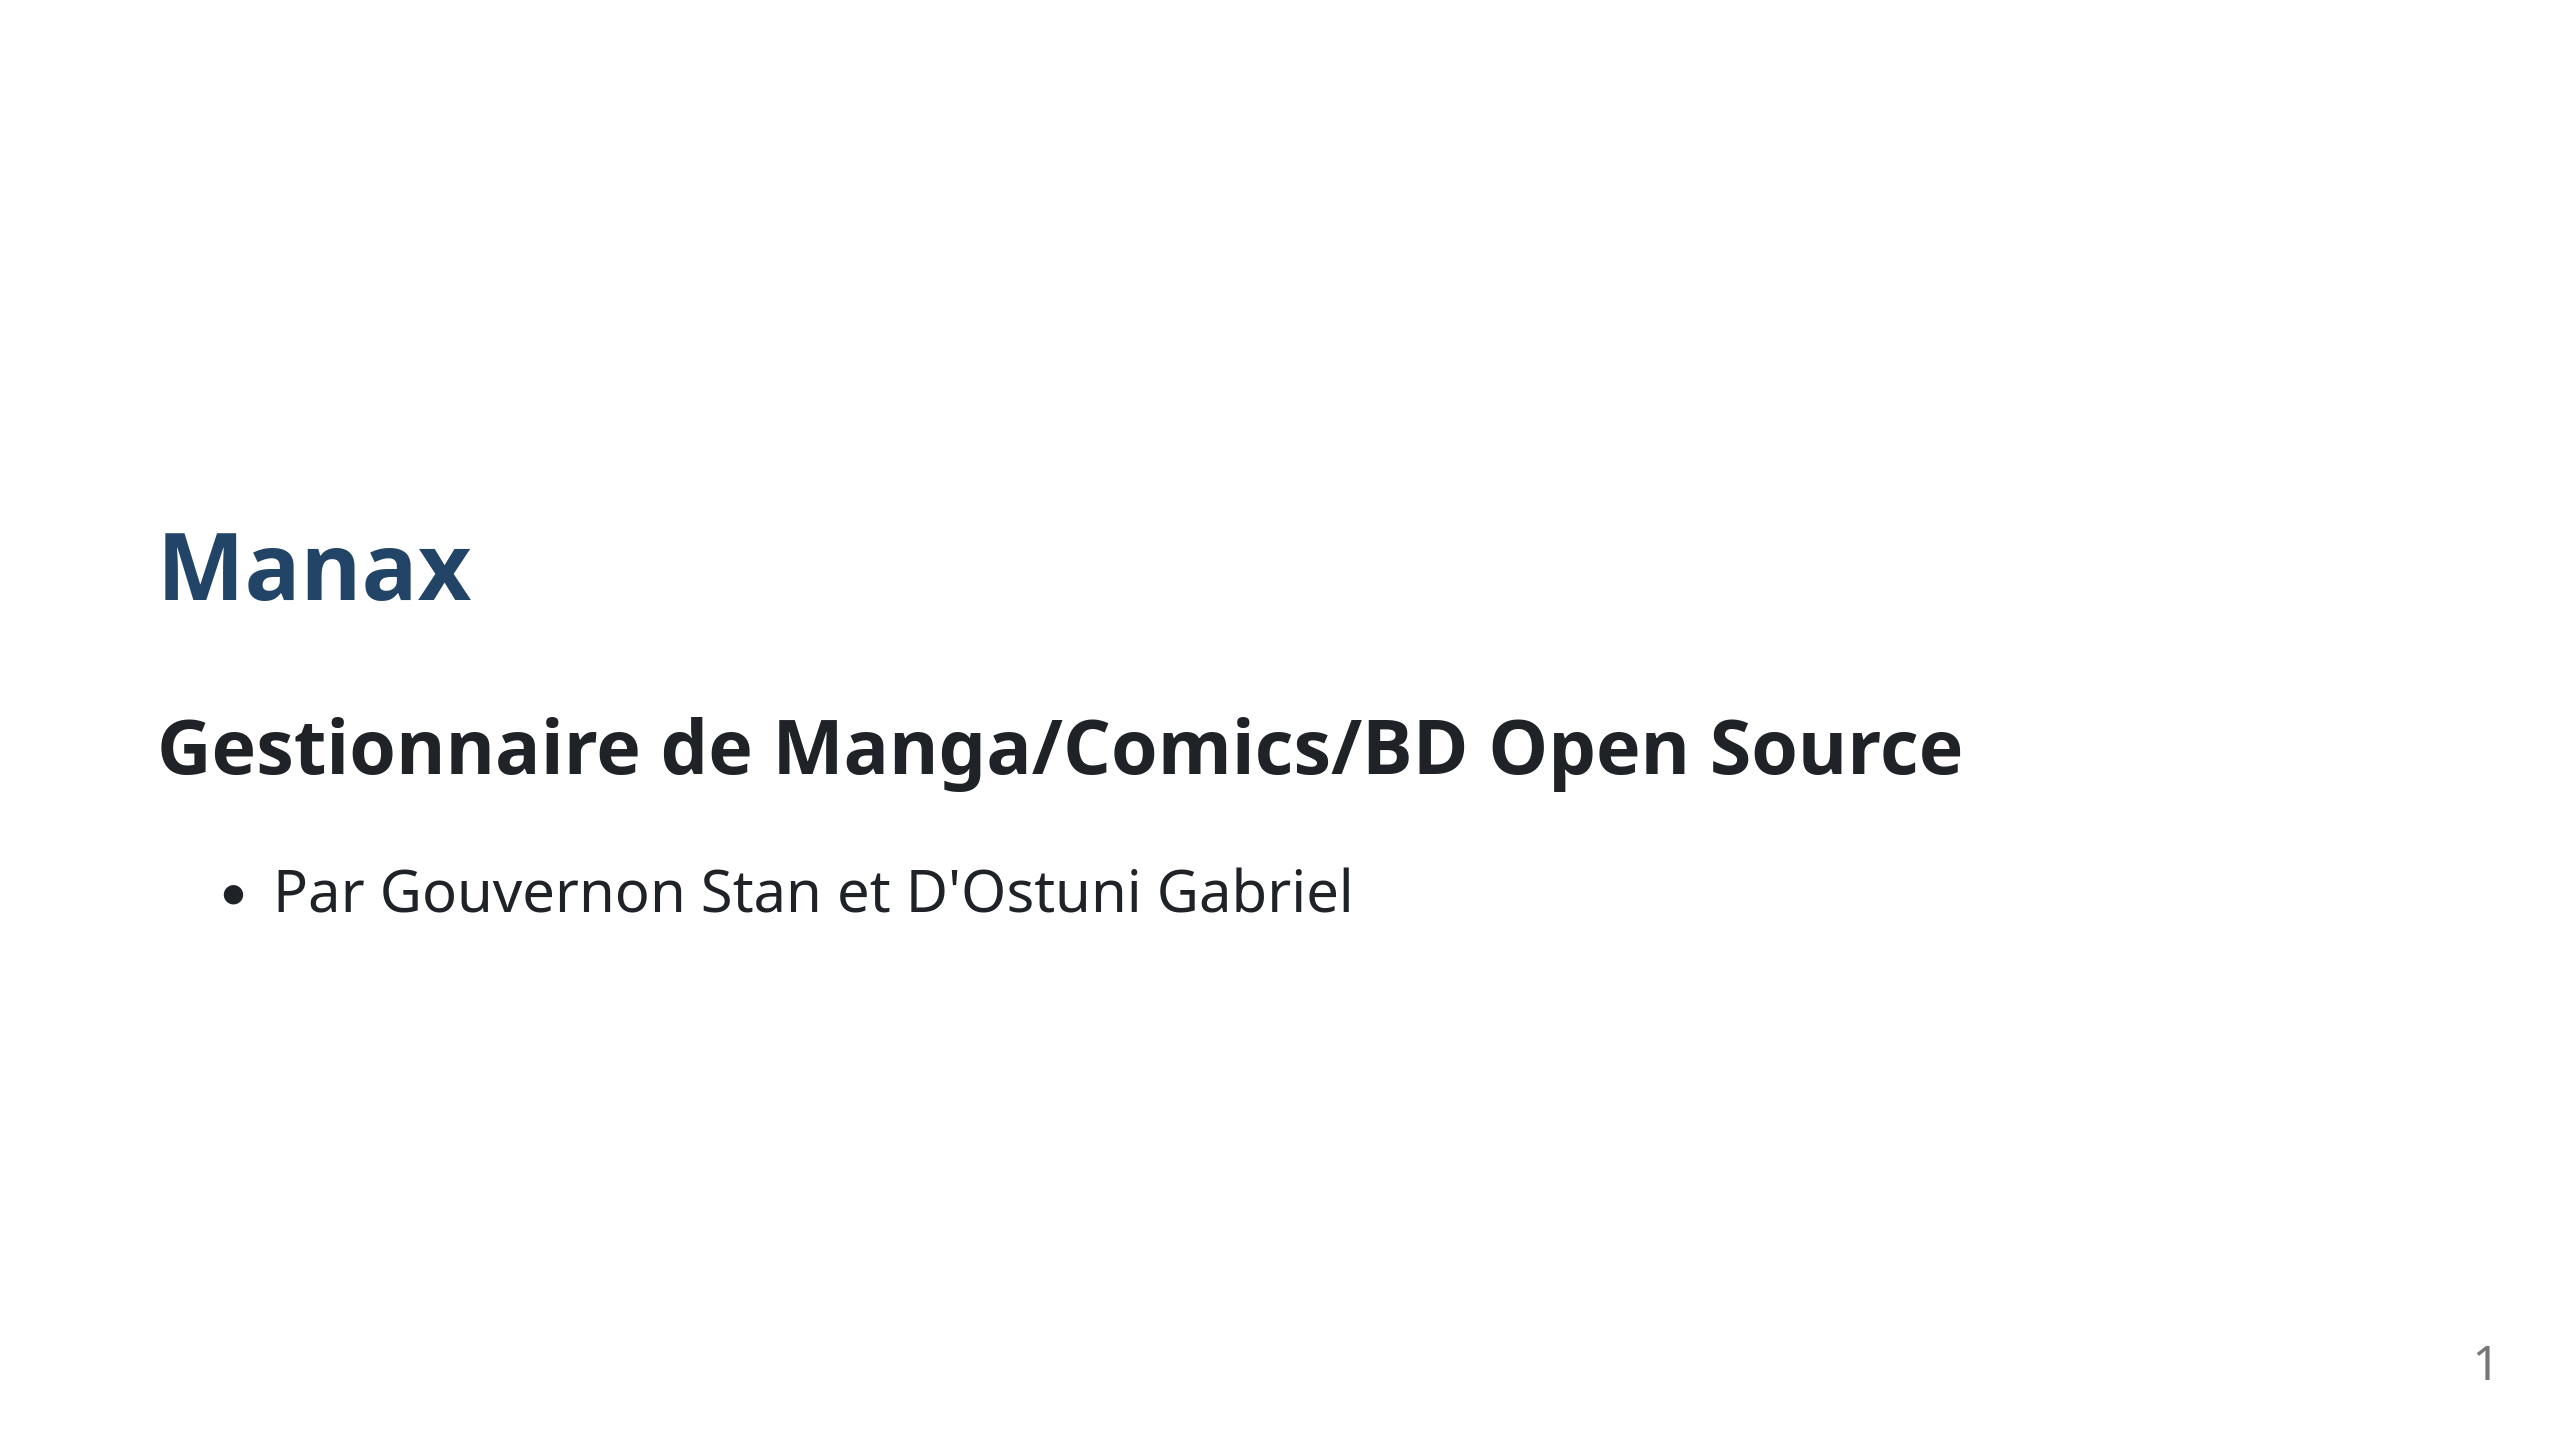 Manax
Gestionnaire de Manga/Comics/BD Open Source
• Par Gouvernon Stan et D'Ostuni Gabriel
1